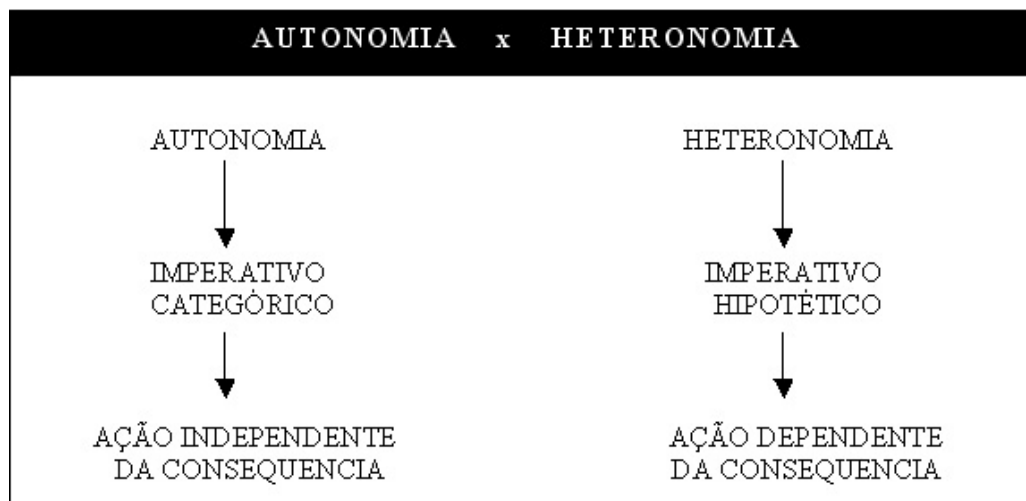 AUTONOMIA x HETERONOMIA
AUTONOMIA
IMPERATIVO
CATEGÓRICO
AÇÃO INDEPENDENTE
DA CONSEQUENCIA
HETERONOMIA
IMPERATIVO
HIPOTÉTICO
AÇÃO DEPENDENTE
DA CONSEQUENCIA